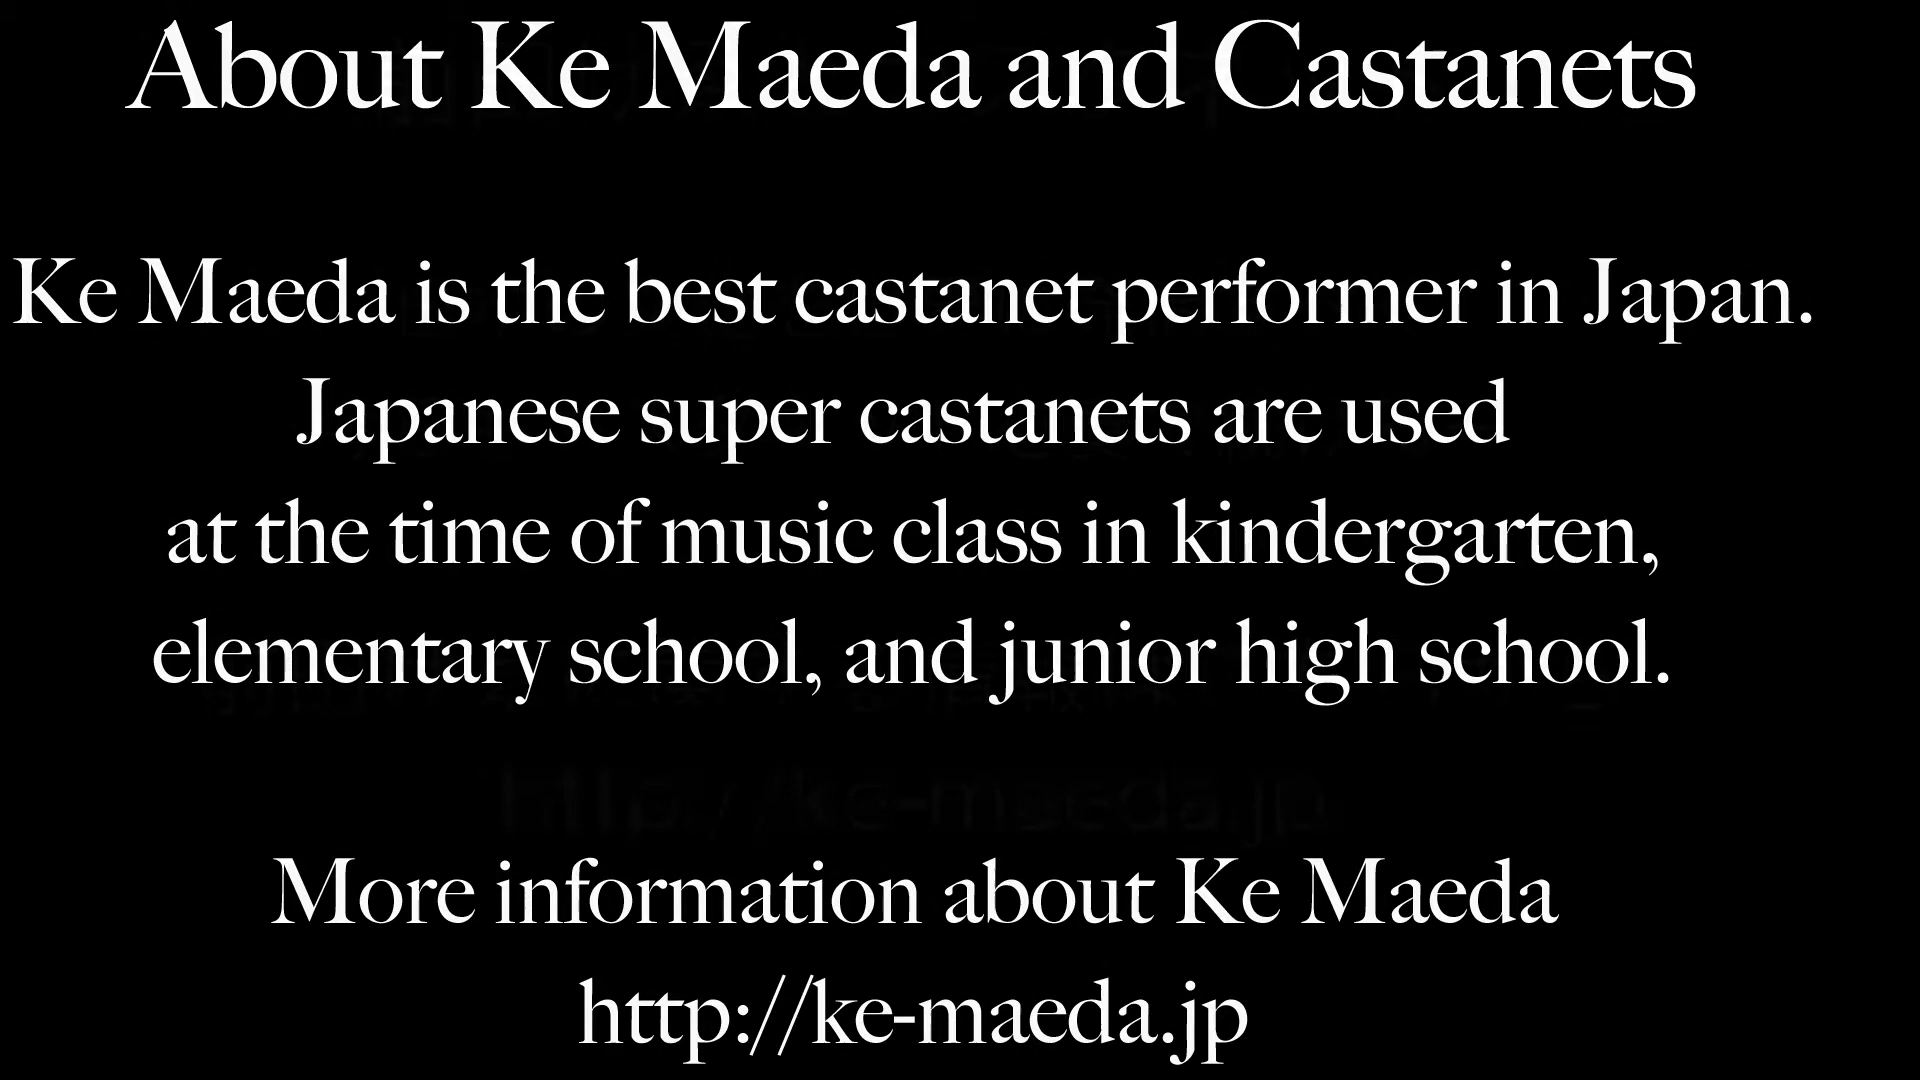 About Ke Maeda and Castanets
Ke Maeda is the best castanet performer in Japan.
Japanese super castanets are used
at the time of music class in kindergarten,
elementary school, and junior high school.
More information about Ke Maeda
http://ke-maeda.jp